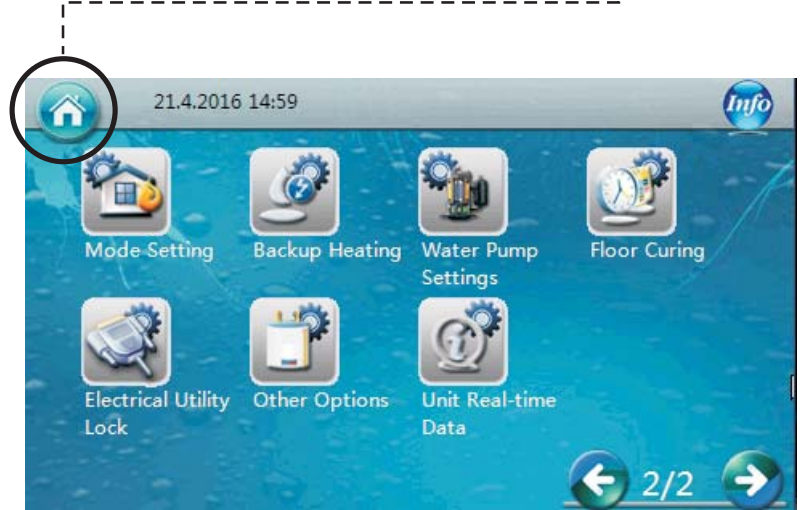 21.4.2016 14:59
Info
Mode Setting
Backup Heating
Water Pump
Settings
Floor Curing
Electrical Utility
Lock
Other Options
Unit Real-time
Data
2/2